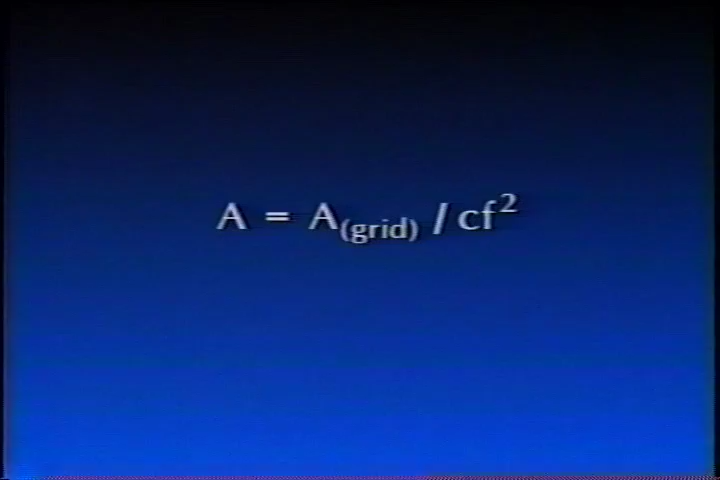 A = A(grid) / cf²